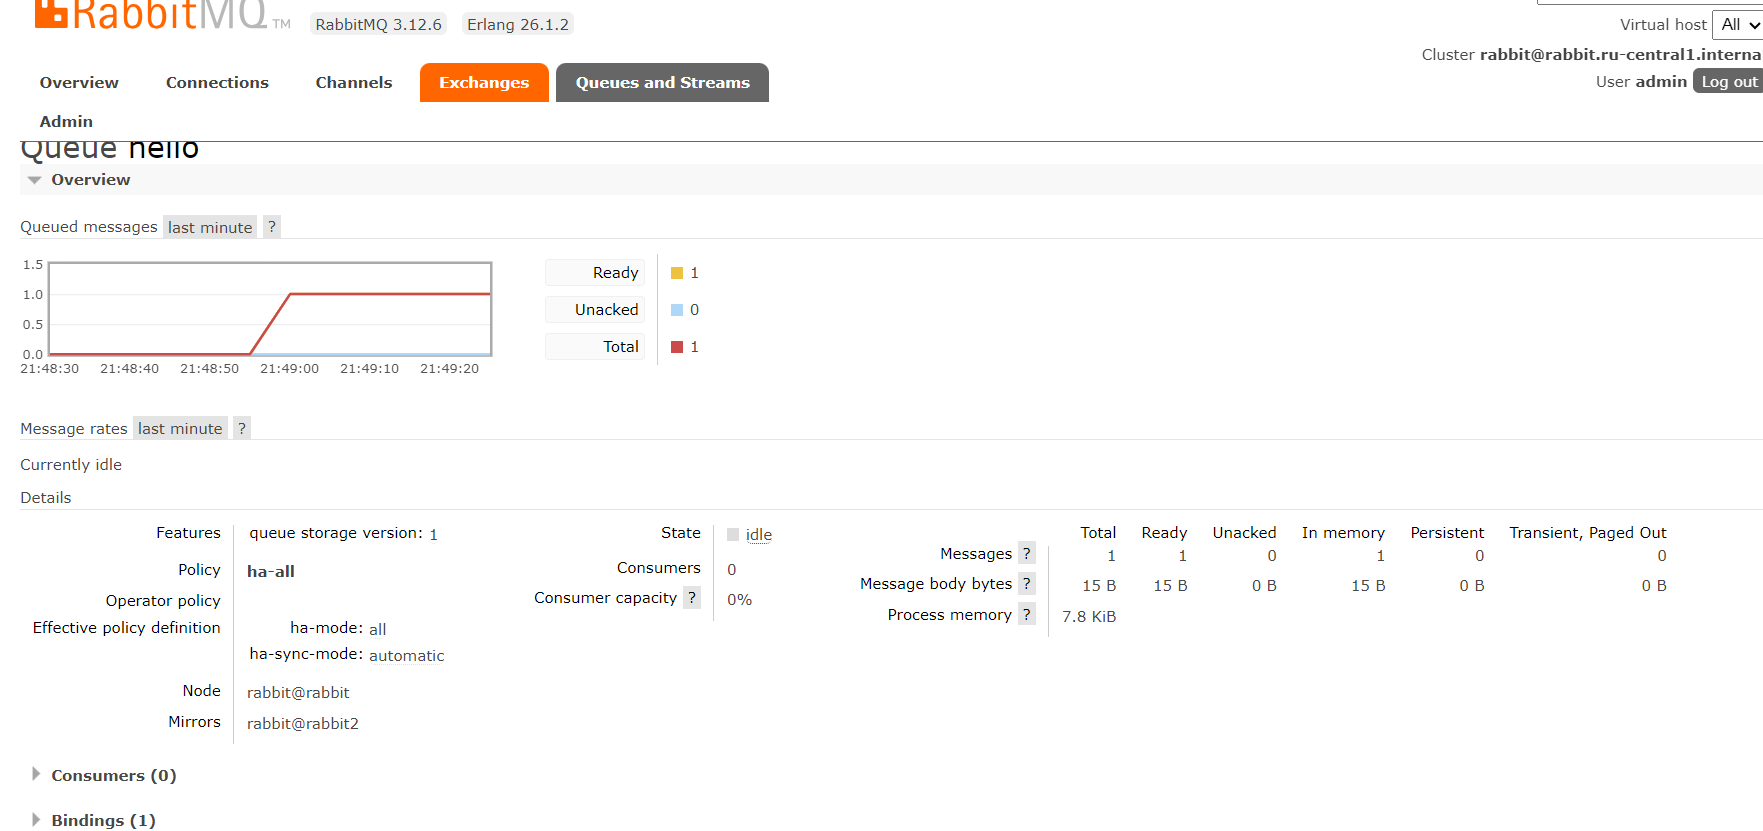 RabbitMQ TM RabbitMQ 3.12.6 Erlang 26.1.2
Virtual host All
Cluster rabbit@rabbit.ru-central1.interna
User admin Log out
Overview Connections Channels Exchanges Queues and Streams
Admin
Queue hello
Overview
Queued messages last minute ?
1.5
1.0
0.5
0.0
21:48:30 21:48:40 21:48:50 21:49:00 21:49:10 21:49:20
Ready 1
Unacked 0
Total 1
Message rates last minute ?
Currently idle
Details
Features queue storage version: 1
Policy ha-all
Operator policy
Effective policy definition ha-mode: all
ha-sync-mode: automatic
Node rabbit@rabbit
Mirrors rabbit@rabbit2
State idle
Consumers 0
Consumer capacity ? 0%
Total Ready Unacked In memory Persistent Transient, Paged Out
Messages ? 1 1 0 1 0 0
Message body bytes ? 15 B 15 B 0 B 15 B 0 B 0 B
Process memory ? 7.8 KiB
Consumers (0)
Bindings (1)